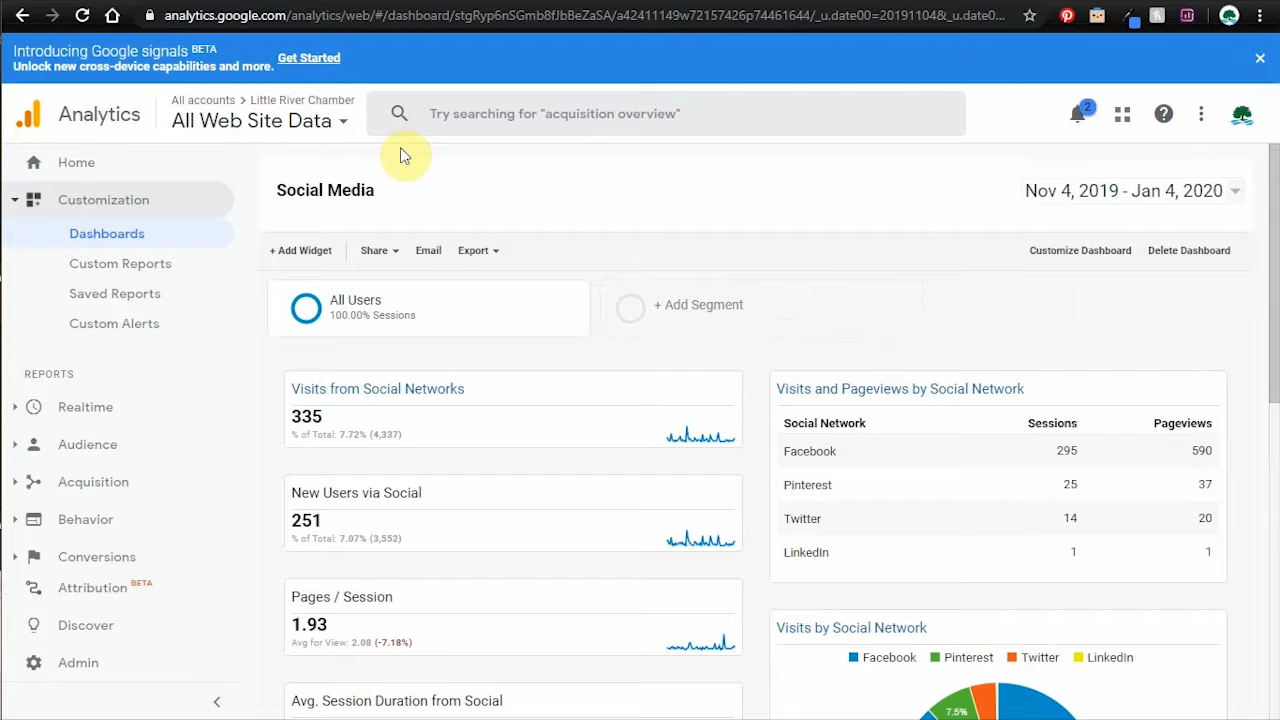 analytics.google.com/analytics/web/#/dashboard/stgRyp6nSGmb8fJbBeZaSA/a42411149w72157426p74461644/_u.date00=20191104&_u.date0...
Introducing Google signals BETA
Unlock new cross-device capabilities and more. Get Started
Analytics
All accounts > Little River Chamber
All Web Site Data
Try searching for "acquisition overview"
2
Home
Customization
Dashboards
Custom Reports
Saved Reports
Custom Alerts
REPORTS
Realtime
Audience
Acquisition
Behavior
Conversions
Attribution BETA
Discover
Admin
Social Media
Nov 4, 2019 - Jan 4, 2020
+ Add Widget Share Email Export Customize Dashboard Delete Dashboard
All Users
100.00% Sessions
+ Add Segment
Visits from Social Networks
335
% of Total: 7.72% (4,337)
New Users via Social
251
% of Total: 7.07% (3,552)
Pages / Session
1.93
Avg for View: 2.08 (-7.18%)
Avg. Session Duration from Social
Visits and Pageviews by Social Network
Social Network Sessions Pageviews
Facebook 295 590
Pinterest 25 37
Twitter 14 20
LinkedIn 1 1
Visits by Social Network
Facebook Pinterest Twitter LinkedIn
7.5%